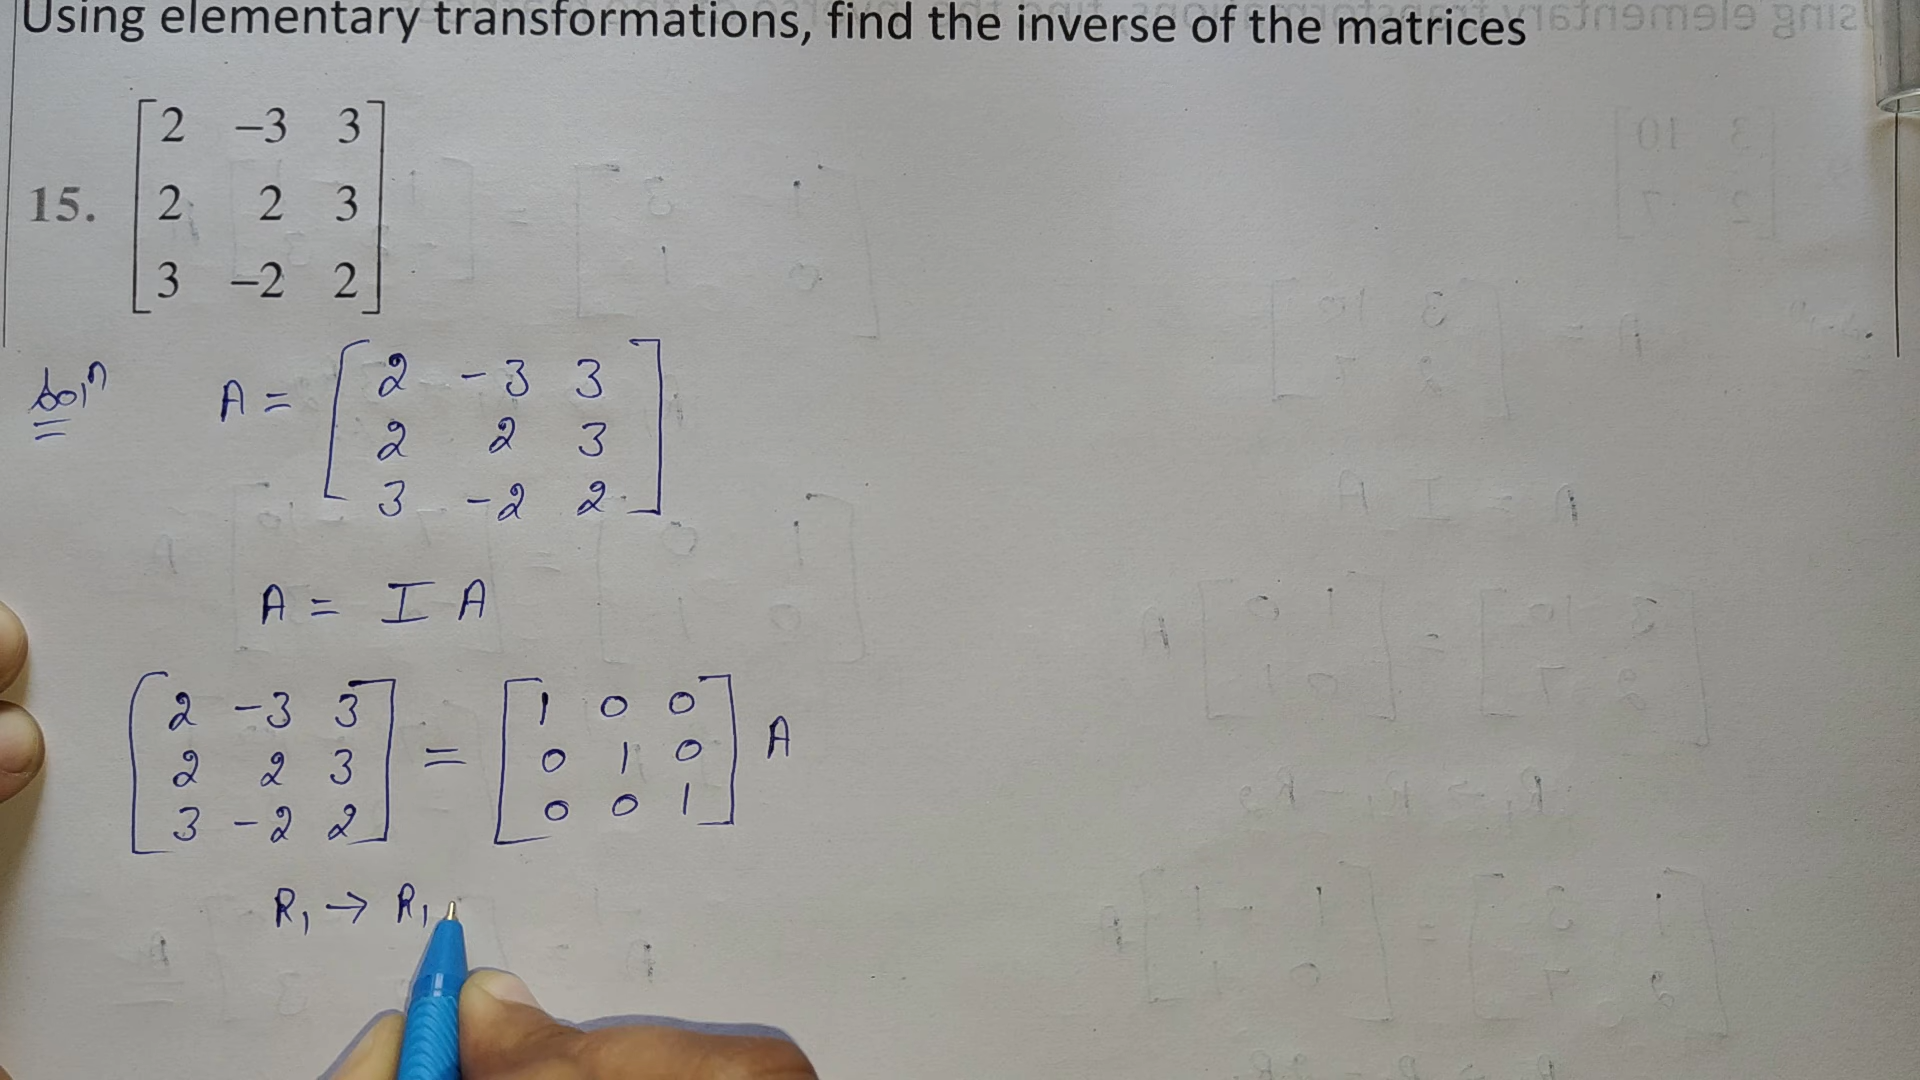 Using elementary transformations, find the inverse of the matrices
15.
2 −3 3
2 2 3
3 −2 2
Solⁿ
A =
2 -3 3
2 2 3
3 -2 2
A = I A
2 -3 3
2 2 3
3 -2 2
=
1 0 0
0 1 0
0 0 1
A
R₁ → R₁